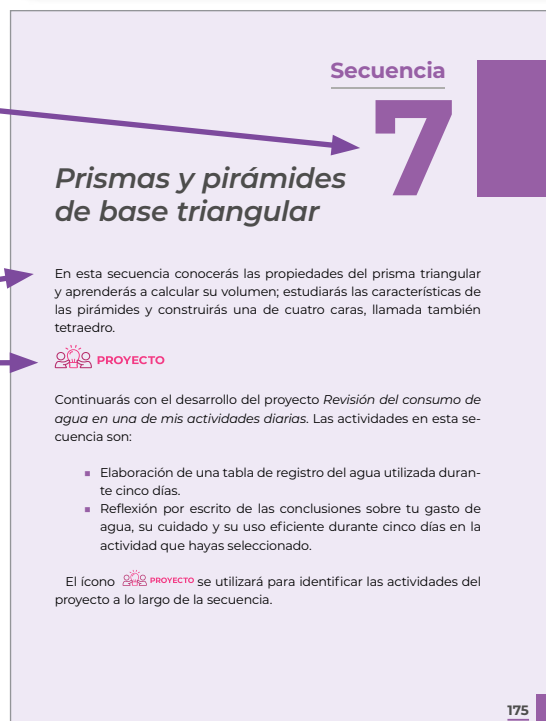 Secuencia
7
Prismas y pirámides
de base triangular
En esta secuencia conocerás las propiedades del prisma triangular
y aprenderás a calcular su volumen; estudiarás las características de
las pirámides y construirás una de cuatro caras, llamada también
tetraedro.
PROYECTO
Continuarás con el desarrollo del proyecto Revisión del consumo de
agua en una de mis actividades diarias. Las actividades en esta se-
cuencia son:
▪ Elaboración de una tabla de registro del agua utilizada duran-
te cinco días.
▪ Reflexión por escrito de las conclusiones sobre tu gasto de
agua, su cuidado y su uso eficiente durante cinco días en la
actividad que hayas seleccionado.
El ícono PROYECTO se utilizará para identificar las actividades del
proyecto a lo largo de la secuencia.
175